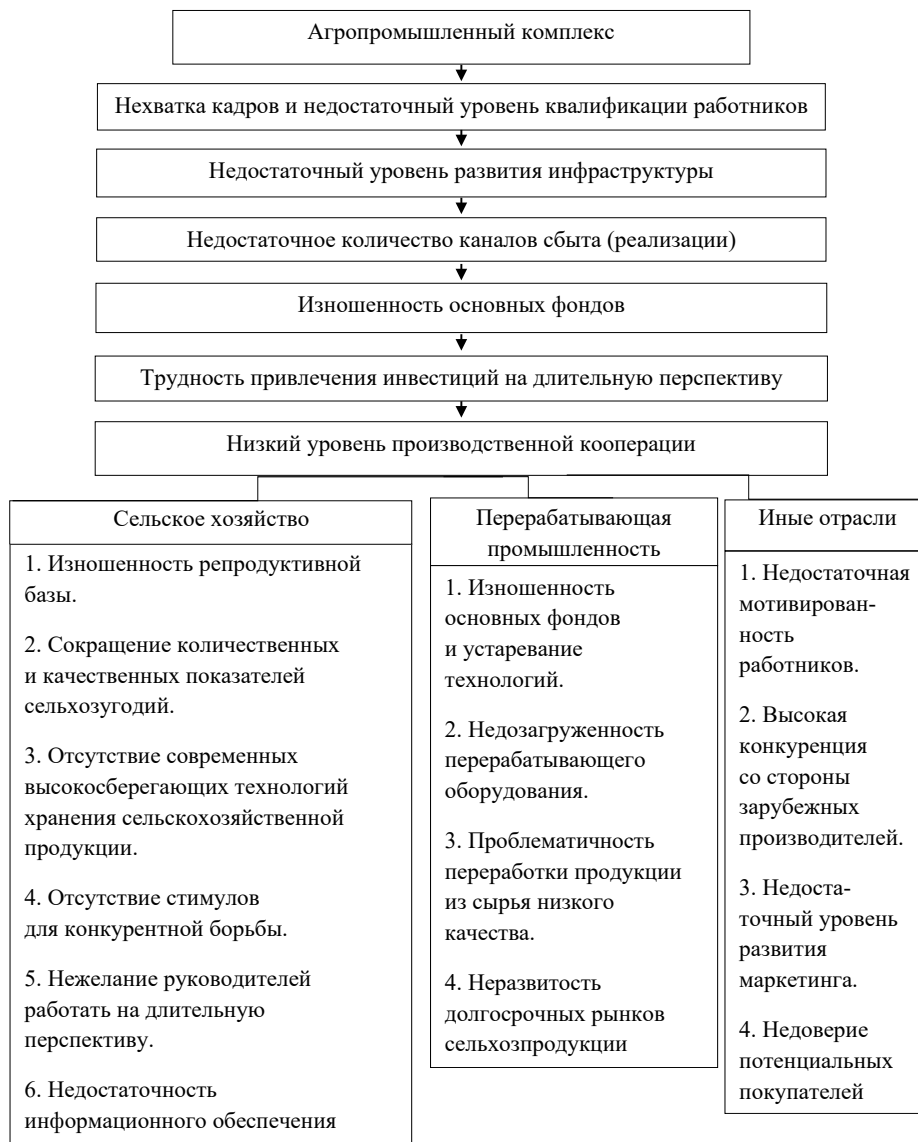 Агропромышленный комплекс
Нехватка кадров и недостаточный уровень квалификации работников
Недостаточный уровень развития инфраструктуры
Недостаточное количество каналов сбыта (реализации)
Изношенность основных фондов
Трудность привлечения инвестиций на длительную перспективу
Низкий уровень производственной кооперации
Сельское хозяйство
1. Изношенность репродуктивной
базы.
2. Сокращение количественных
и качественных показателей
сельхозугодий.
3. Отсутствие современных
высокосберегающих технологий
хранения сельскохозяйственной
продукции.
4. Отсутствие стимулов
для конкурентной борьбы.
5. Нежелание руководителей
работать на длительную
перспективу.
6. Недостаточность
информационного обеспечения
Перерабатывающая
промышленность
1. Изношенность
основных фондов
и устаревание
технологий.
2. Недозагруженность
перерабатывающего
оборудования.
3. Проблематичность
переработки продукции
из сырья низкого
качества.
4. Неразвитость
долгосрочных рынков
сельхозпродукции
Иные отрасли
1. Недостаточная
мотивирован-
ность
работников.
2. Высокая
конкуренция
со стороны
зарубежных
производителей.
3. Недоста-
точный уровень
развития
маркетинга.
4. Недоверие
потенциальных
покупателей